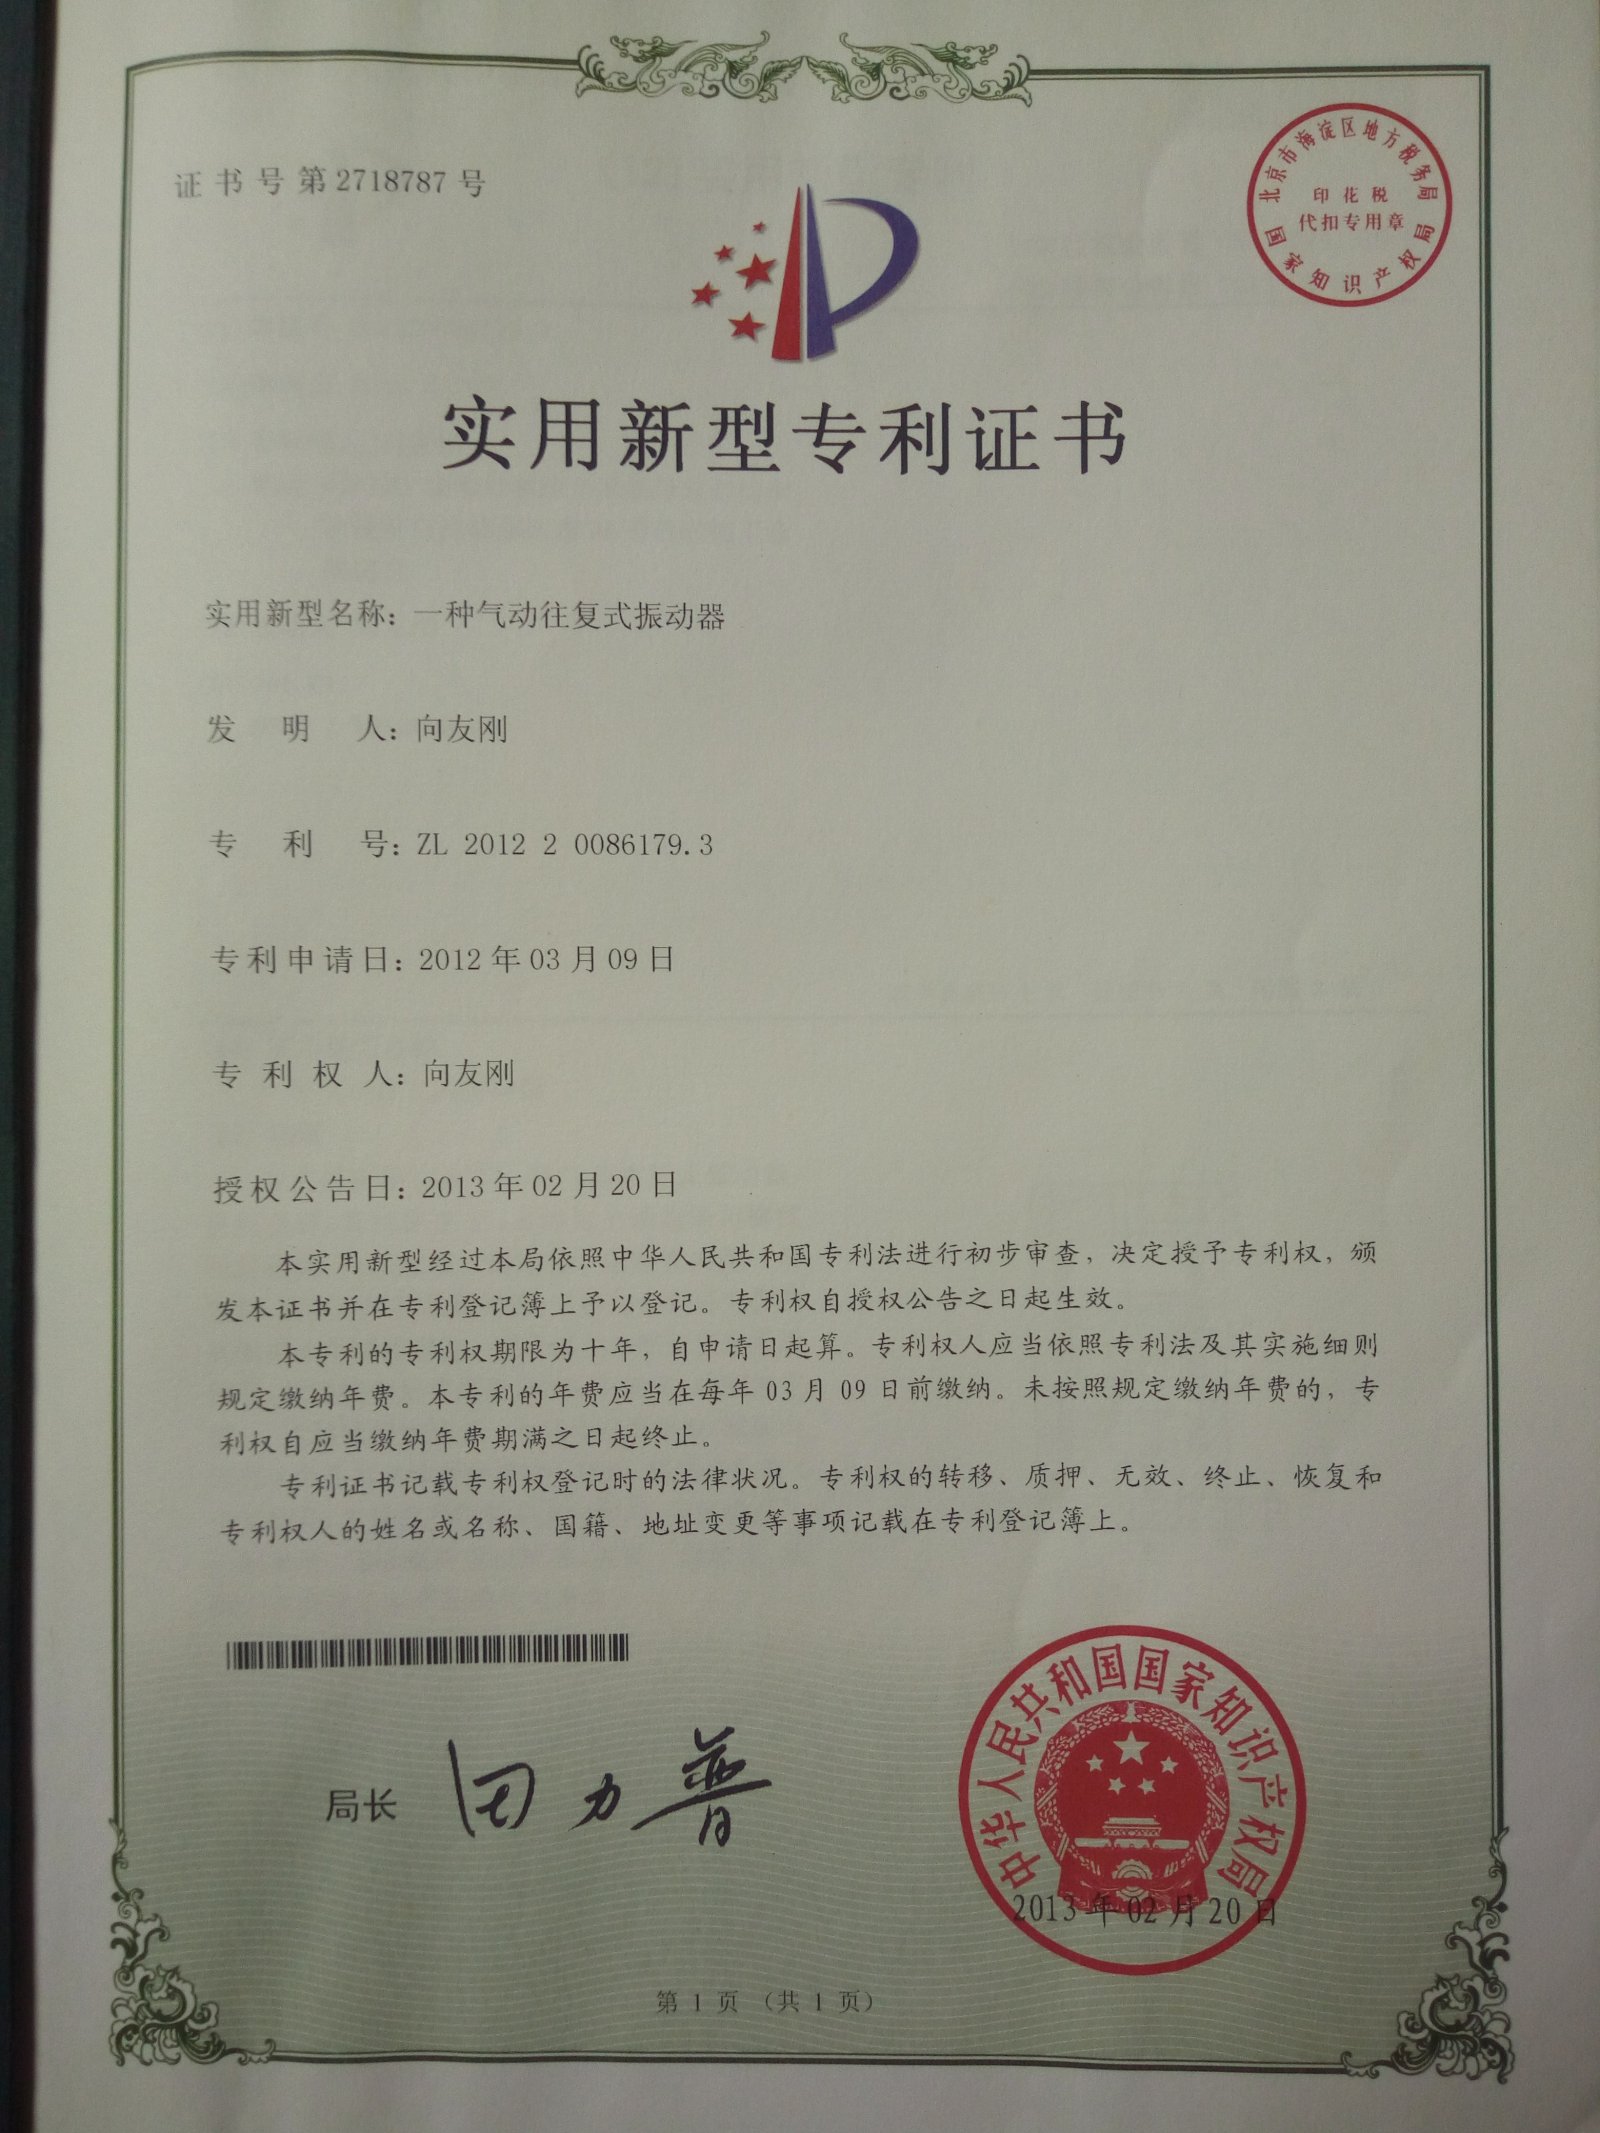 证书号第2718787号
北京市海淀区地方税务局
印花税
代扣专用章
国家知识产权局
实用新型专利证书
实用新型名称：一种气动往复式振动器
发明人：向友刚
专利号：ZL 2012 2 0086179.3
专利申请日：2012年03月09日
专利权人：向友刚
授权公告日：2013年02月20日
本实用新型经过本局依照中华人民共和国专利法进行初步审查，决定授予专利权，颁
发本证书并在专利登记簿上予以登记。专利权自授权公告之日起生效。
本专利的专利权期限为十年，自申请日起算。专利权人应当依照专利法及其实施细则
规定缴纳年费。本专利的年费应当在每年03月09日前缴纳。未按照规定缴纳年费的，专
利权自应当缴纳年费期满之日起终止。
专利证书记载专利权登记时的法律状况。专利权的转移、质押、无效、终止、恢复和
专利权人的姓名或名称、国籍、地址变更等事项记载在专利登记簿上。
局长 田力普
中华人民共和国国家知识产权局
2013年02月20日
第 1 页 （共 1 页）